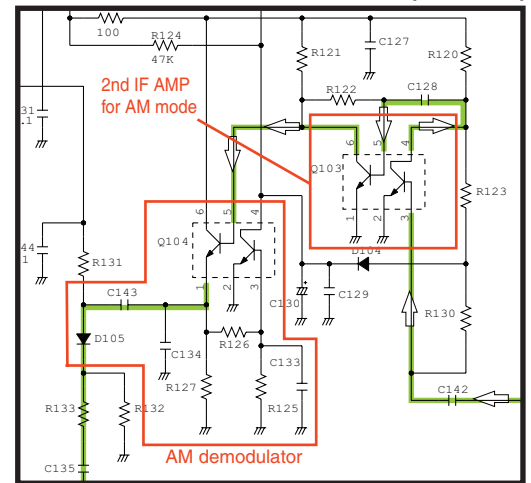 100
R124
47K
R121
C127
R120
2nd IF AMP
for AM mode
R122
C128
31
.1
6
5
4
Q103
R123
1
2
3
6
5
4
Q104
44
1
D104
R131
1
2
3
C143
C130
+
C129
R130
D105
C134
R126
C133
R127
R125
C142
R133
R132
AM demodulator
C135